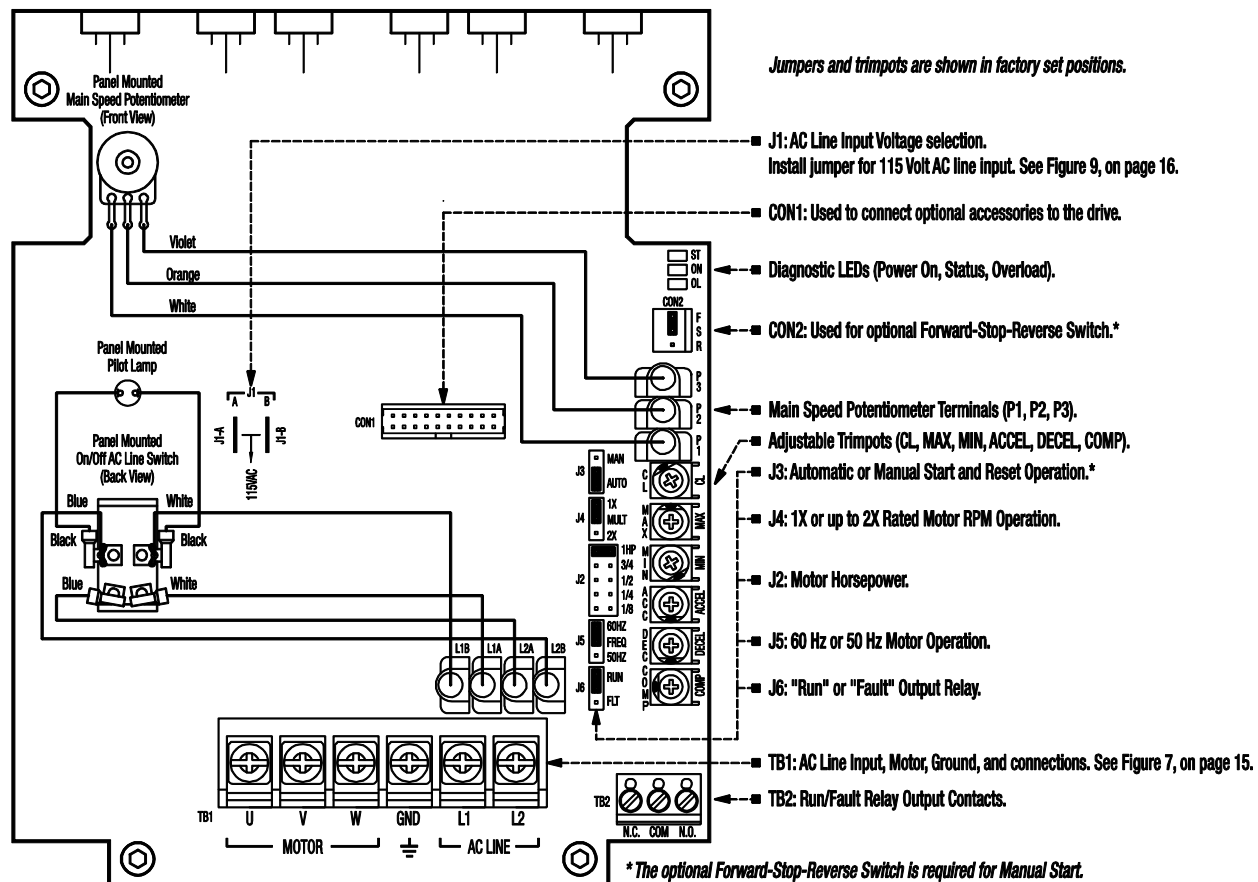 Jumpers and trimpots are shown in factory set positions.
Panel Mounted
Main Speed Potentiometer
(Front View)
J1: AC Line Input Voltage selection.
Install jumper for 115 Volt AC line input. See Figure 9, on page 16.
CON1: Used to connect optional accessories to the drive.
Violet
Orange
White
ST
ON
OL
Diagnostic LEDs (Power On, Status, Overload).
CON2
F
S
R
CON2: Used for optional Forward-Stop-Reverse Switch.*
Panel Mounted
Pilot Lamp
P3
P2
P1
Main Speed Potentiometer Terminals (P1, P2, P3).
J1
A B
J1-A
J1-B
115VAC
CON1
Panel Mounted
On/Off AC Line Switch
(Back View)
Blue
White
Black
Black
Blue
White
Adjustable Trimpots (CL, MAX, MIN, ACCEL, DECEL, COMP).
J3
MAN
AUTO
CL
CL
J3: Automatic or Manual Start and Reset Operation.*
J4
1X
MULT
2X
MAX
MAX
J4: 1X or up to 2X Rated Motor RPM Operation.
J2
1HP
3/4
1/2
1/4
1/8
MIN
MIN
ACC
ACCEL
J2: Motor Horsepower.
J5
60HZ
FREQ
50HZ
DEC
DECEL
J5: 60 Hz or 50 Hz Motor Operation.
L1B L1A L2A L2B
J6
RUN
FLT
COMP
COMP
J6: "Run" or "Fault" Output Relay.
TB1: AC Line Input, Motor, Ground, and connections. See Figure 7, on page 15.
TB1
U V W GND L1 L2
MOTOR
AC LINE
TB2
N.C. COM N.O.
TB2: Run/Fault Relay Output Contacts.
* The optional Forward-Stop-Reverse Switch is required for Manual Start.